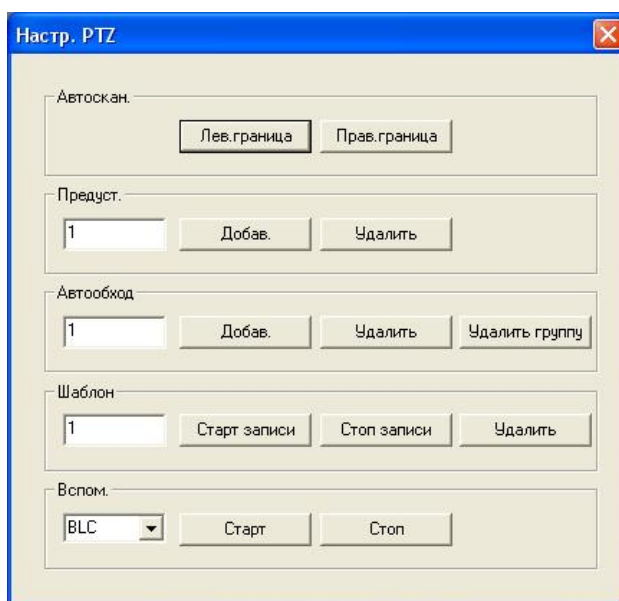 Настр. PTZ
Автоскан.
Лев.граница Прав.граница
Предуст.
1 Добав. Удалить
Автообход
1 Добав. Удалить Удалить группу
Шаблон
1 Старт записи Стоп записи Удалить
Вспом.
BLC Старт Стоп